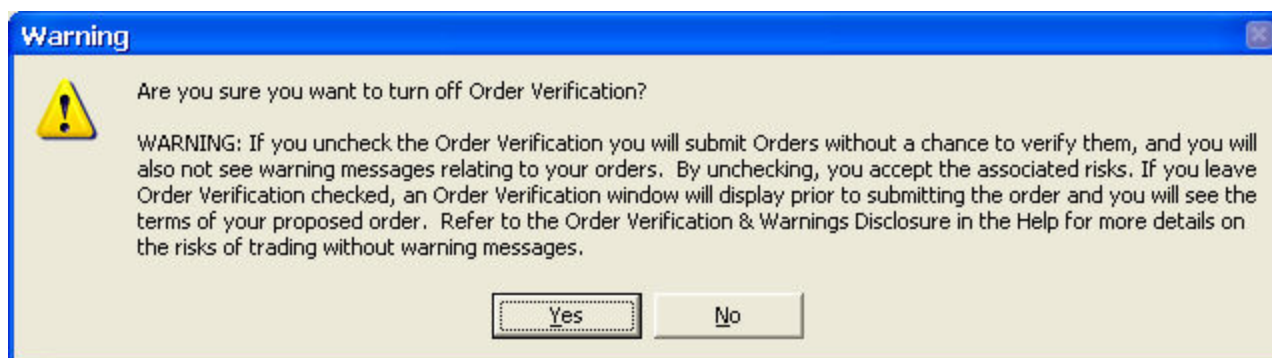 Warning
Are you sure you want to turn off Order Verification?
WARNING: If you uncheck the Order Verification you will submit Orders without a chance to verify them, and you will
also not see warning messages relating to your orders.  By unchecking, you accept the associated risks. If you leave
Order Verification checked, an Order Verification window will display prior to submitting the order and you will see the
terms of your proposed order.  Refer to the Order Verification & Warnings Disclosure in the Help for more details on
the risks of trading without warning messages.
Yes No